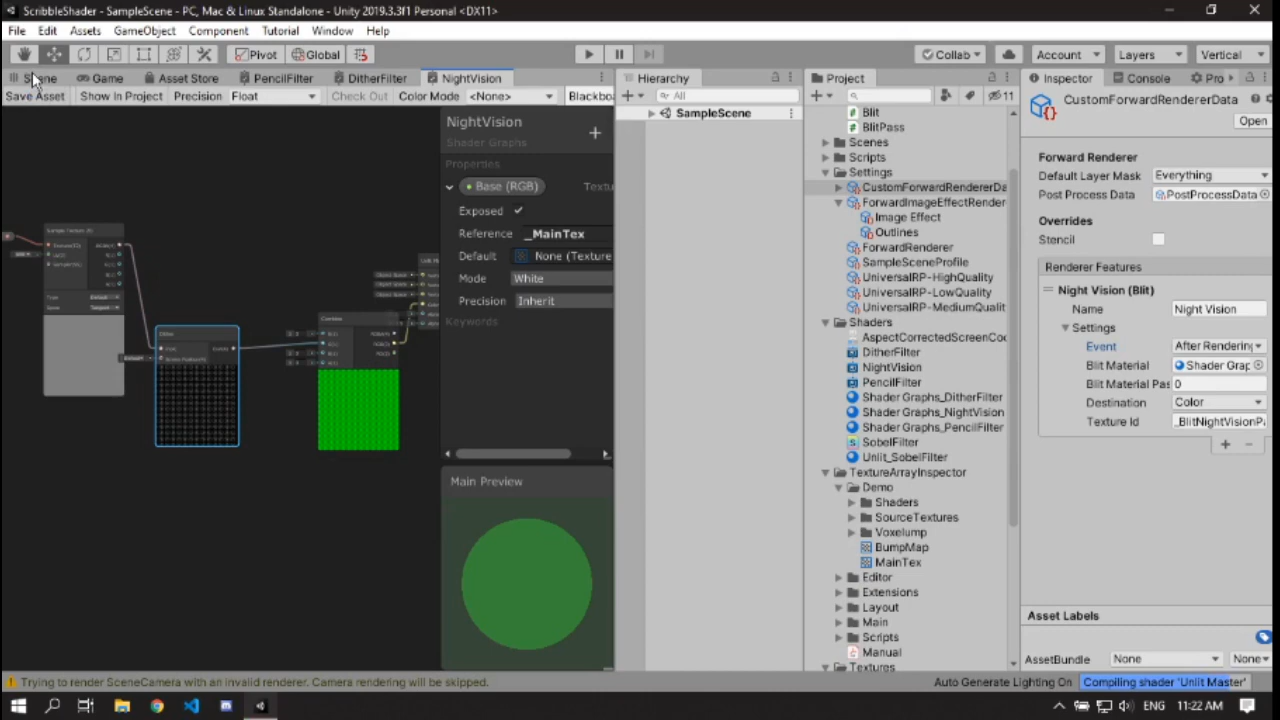 ScribbleShader - SampleScene - PC, Mac & Linux Standalone - Unity 2019.3.3f1 Personal <DX11>
File Edit Assets GameObject Component Tutorial Window Help
Pivot Global Collab Account Layers Vertical
Scene Game Asset Store PencilFilter DitherFilter NightVision
Save Asset Show In Project Precision Float Check Out Color Mode <None> Blackboa
NightVision
Shader Graphs
Properties
Base (RGB) Textu
Exposed
Reference _MainTex
Default None (Texture
Mode White
Precision Inherit
Keywords
Main Preview
Hierarchy
All
SampleScene
Project
11
Blit
BlitPass
Scenes
Scripts
Settings
CustomForwardRendererDa
ForwardImageEffectRender
Image Effect
Outlines
ForwardRenderer
SampleSceneProfile
UniversalRP-HighQuality
UniversalRP-LowQuality
UniversalRP-MediumQualit
Shaders
AspectCorrectedScreenCoo
DitherFilter
NightVision
PencilFilter
Shader Graphs_DitherFilter
Shader Graphs_NightVision
Shader Graphs_PencilFilter
SobelFilter
Unlit_SobelFilter
TextureArrayInspector
Demo
Shaders
SourceTextures
Voxelump
BumpMap
MainTex
Editor
Extensions
Layout
Main
Scripts
Manual
Textures
Inspector Console Pro
CustomForwardRendererData
Open
Forward Renderer
Default Layer Mask Everything
Post Process Data PostProcessData
Overrides
Stencil
Renderer Features
Night Vision (Blit)
Name Night Vision
Settings
Event After Rendering
Blit Material Shader Grap
Blit Material Pas 0
Destination Color
Texture Id _BlitNightVisionPa
Asset Labels
AssetBundle None None
Trying to render SceneCamera with an invalid renderer. Camera rendering will be skipped.
Auto Generate Lighting On Compiling shader 'Unlit Master'
ENG 11:22 AM